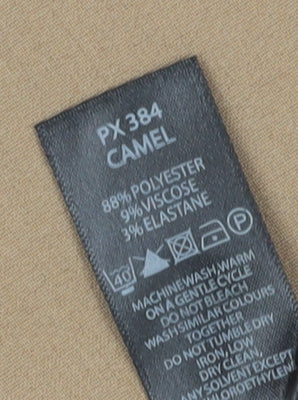 PX 384
CAMEL
88% POLYESTER
9% VISCOSE
3% ELASTANE
40 P
MACHINE WASH, WARM
ON A GENTLE CYCLE
DO NOT BLEACH
WASH SIMILAR COLOURS
TOGETHER
DO NOT TUMBLE DRY
IRON, LOW
DRY CLEAN,
ANY SOLVENT EXCEPT